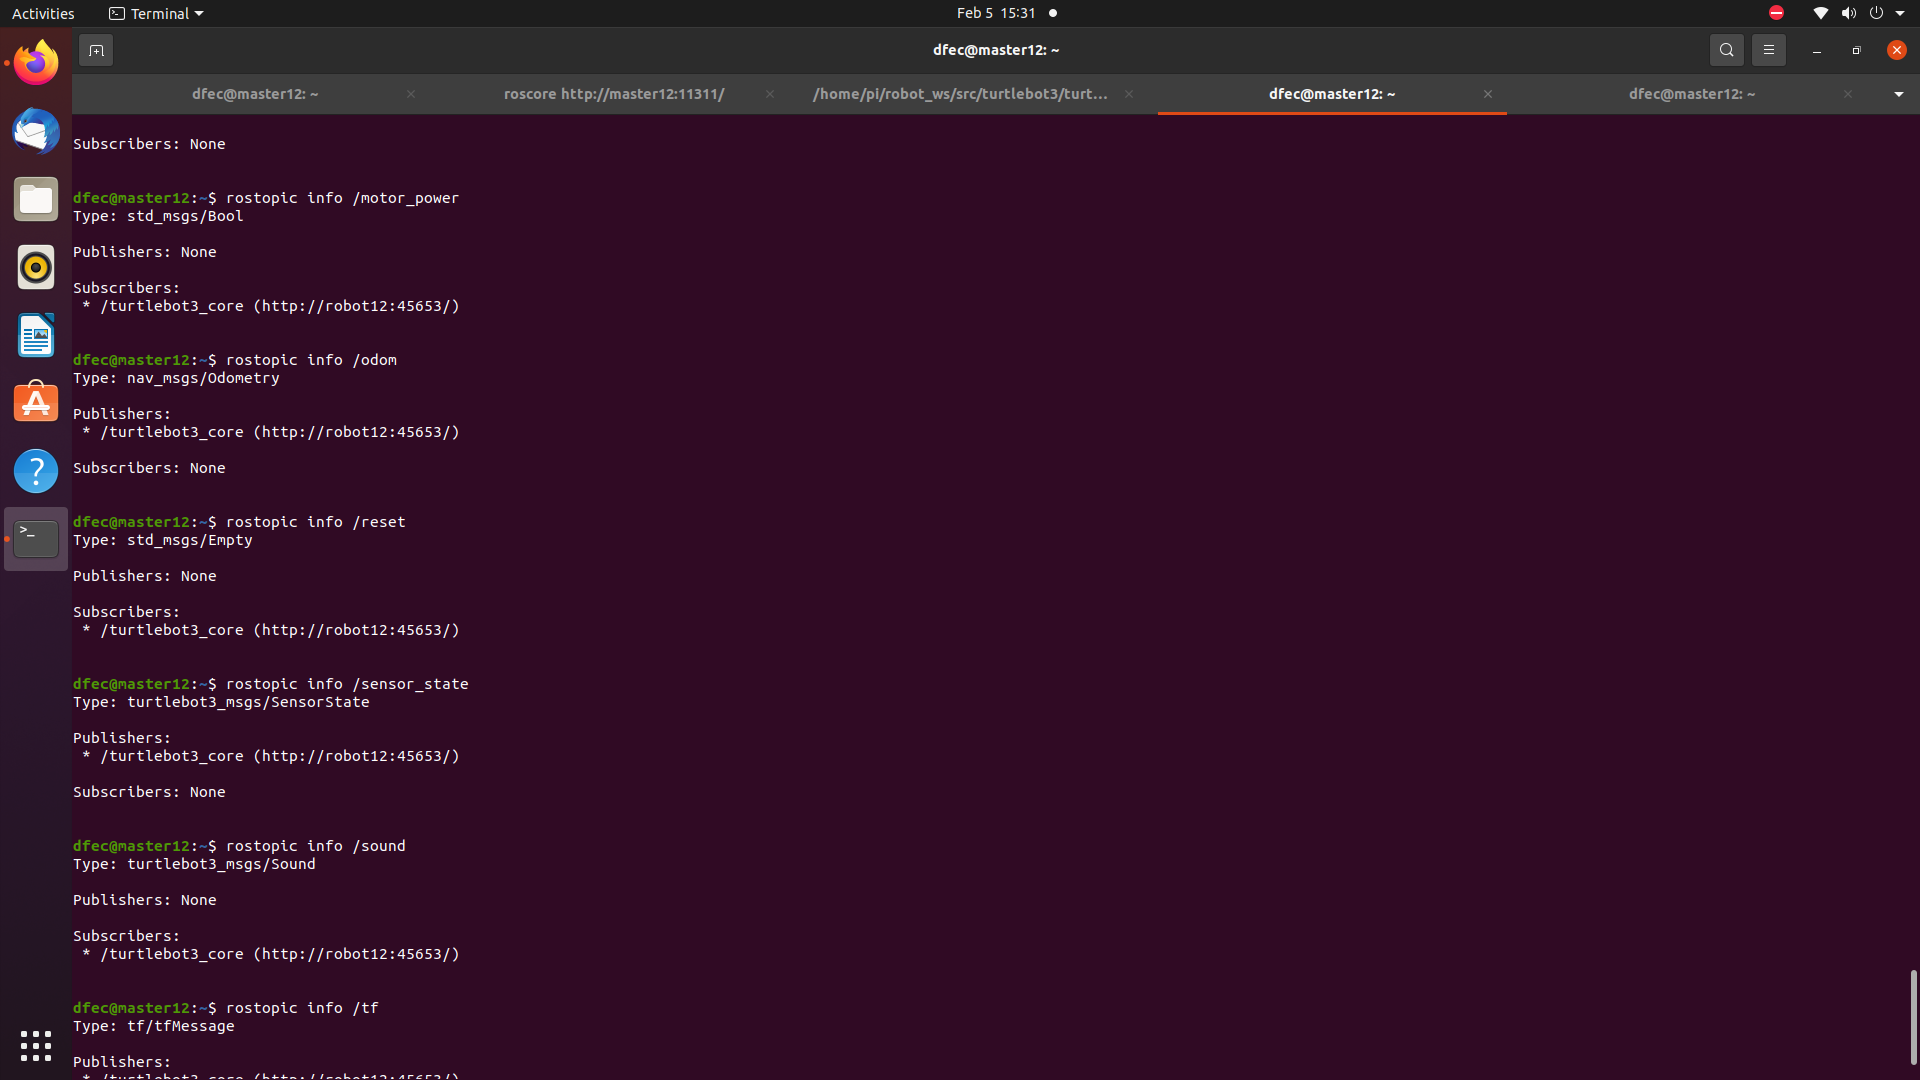 Activities
Terminal
Feb 5 15:31
dfec@master12: ~
dfec@master12: ~
roscore http://master12:11311/
/home/pi/robot_ws/src/turtlebot3/turt...
dfec@master12: ~
dfec@master12: ~
Subscribers: None
dfec@master12:~$ rostopic info /motor_power
Type: std_msgs/Bool
Publishers: None
Subscribers:
* /turtlebot3_core (http://robot12:45653/)
dfec@master12:~$ rostopic info /odom
Type: nav_msgs/Odometry
Publishers:
* /turtlebot3_core (http://robot12:45653/)
Subscribers: None
dfec@master12:~$ rostopic info /reset
Type: std_msgs/Empty
Publishers: None
Subscribers:
* /turtlebot3_core (http://robot12:45653/)
dfec@master12:~$ rostopic info /sensor_state
Type: turtlebot3_msgs/SensorState
Publishers:
* /turtlebot3_core (http://robot12:45653/)
Subscribers: None
dfec@master12:~$ rostopic info /sound
Type: turtlebot3_msgs/Sound
Publishers: None
Subscribers:
* /turtlebot3_core (http://robot12:45653/)
dfec@master12:~$ rostopic info /tf
Type: tf/tfMessage
Publishers:
* /turtlebot3_core (http://robot12:45653/)